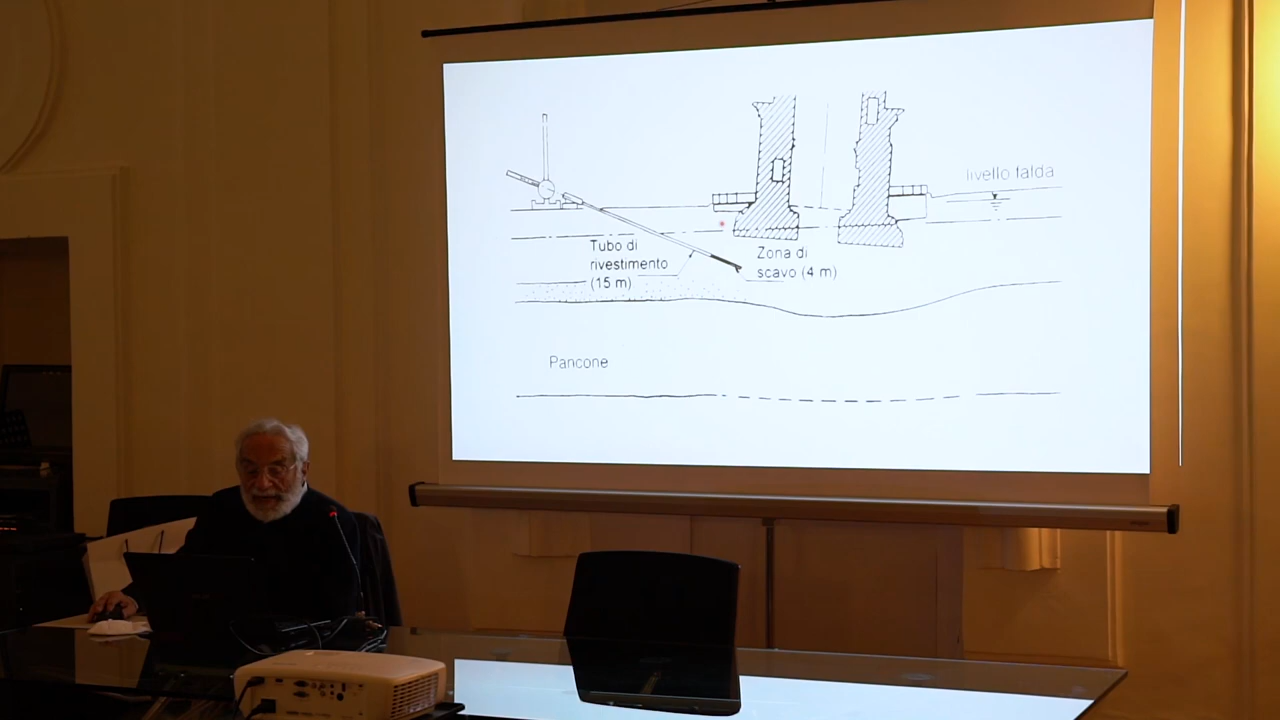 livello falda
Tubo di
rivestimento
(15 m)
Zona di
scavo (4 m)
Pancone